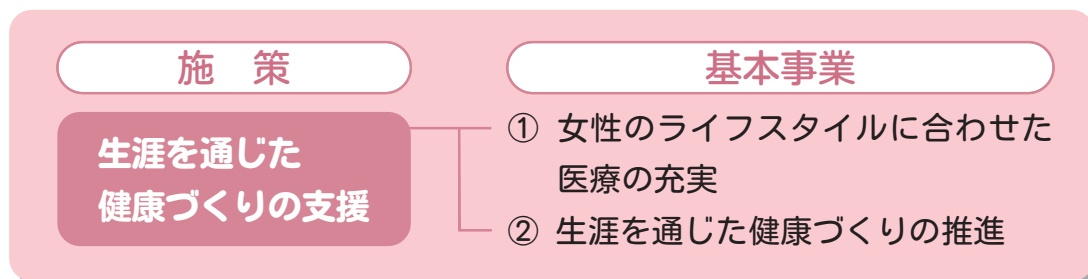 施　策
基本事業
生涯を通じた
健康づくりの支援
① 女性のライフスタイルに合わせた
医療の充実
② 生涯を通じた健康づくりの推進